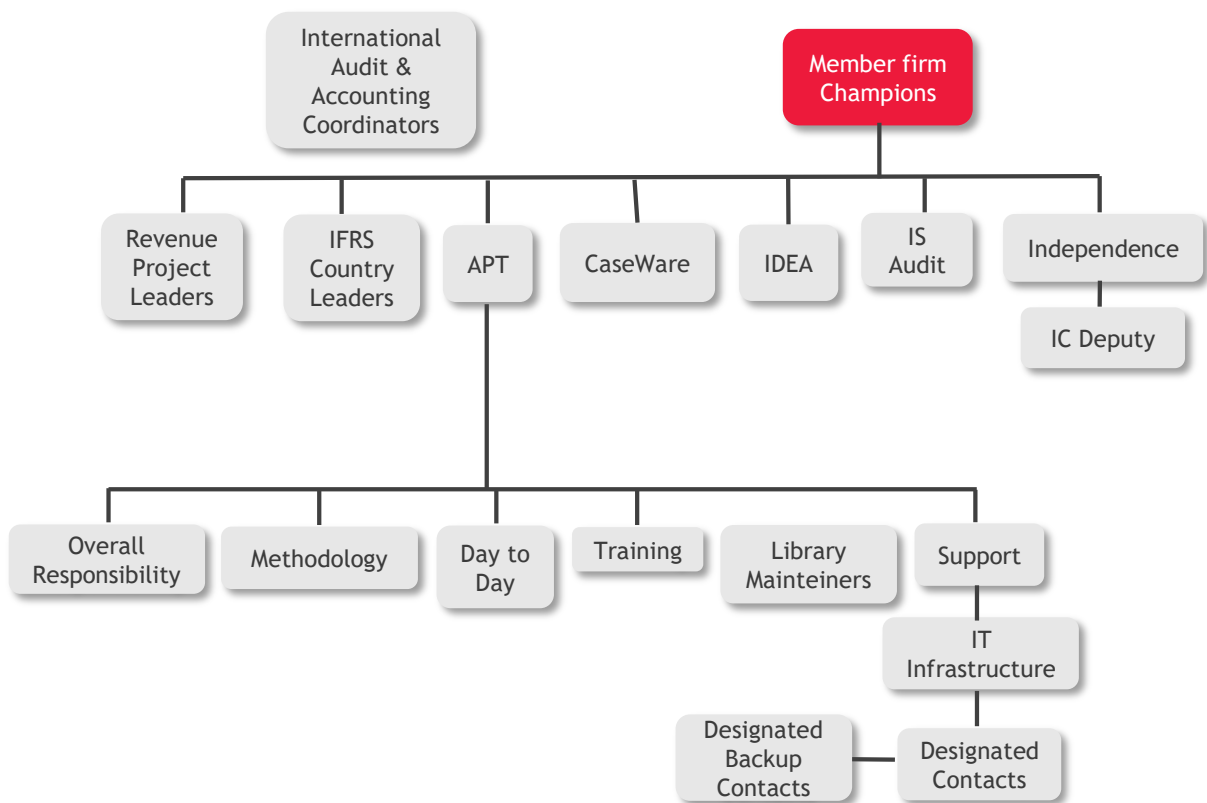 International
Audit &
Accounting
Coordinators
Member firm
Champions
Revenue
Project
Leaders
IFRS
Country
Leaders
APT
CaseWare
IDEA
IS
Audit
Independence
IC Deputy
Overall
Responsibility
Methodology
Day to
Day
Training
Library
Mainteiners
Support
IT
Infrastructure
Designated
Backup
Contacts
Designated
Contacts